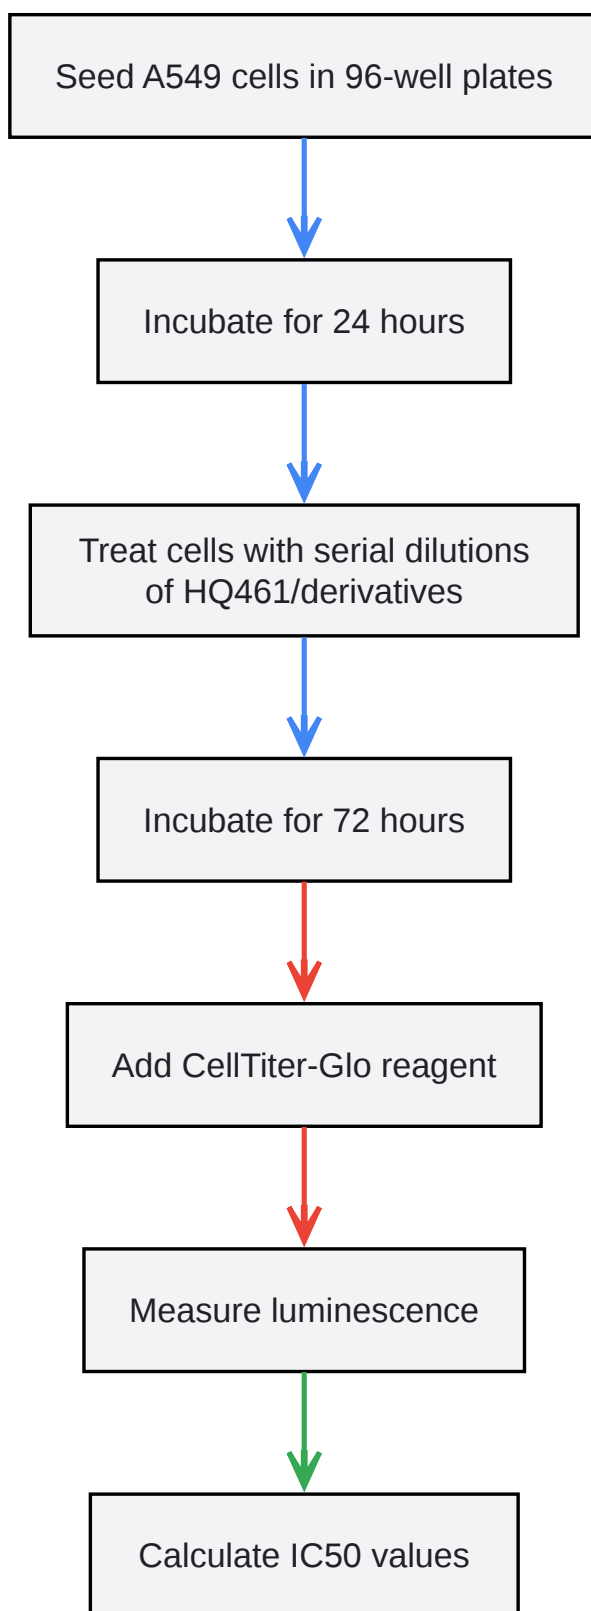 Seed A549 cells in 96-well plates
Incubate for 24 hours
Treat cells with serial dilutions
of HQ461/derivatives
Incubate for 72 hours
Add CellTiter-Glo reagent
Measure luminescence
Calculate IC50 values